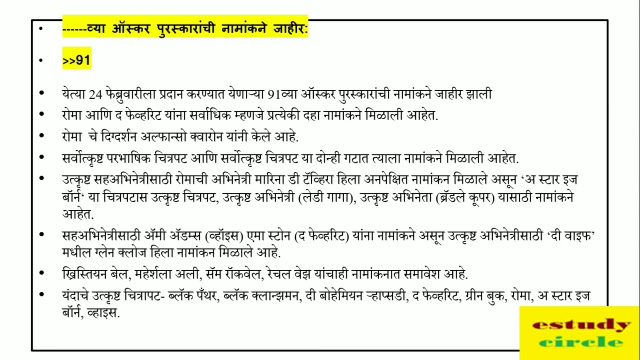 ------व्या ऑस्कर पुरस्कारांची नामांकने जाहीर:
>>91
येत्या 24 फेब्रुवारीला प्रदान करण्यात येणाऱ्या 91व्या ऑस्कर पुरस्कारांची नामांकने जाहीर झाली
रोमा आणि द फेव्हरिट यांना सर्वाधिक म्हणजे प्रत्येकी दहा नामांकने मिळाली आहेत.
रोमा चे दिग्दर्शन अल्फान्सो क्वारोन यांनी केले आहे.
सर्वोत्कृष्ट परभाषिक चित्रपट आणि सर्वोत्कृष्ट चित्रपट या दोन्ही गटात त्याला नामांकने मिळाली आहेत.
उत्कृष्ट सहअभिनेत्रीसाठी रोमाची अभिनेत्री मारिना डी टॅव्हिरा हिला अनपेक्षित नामांकन मिळाले असून ‘अ स्टार इज
बॉर्न’ या चित्रपटास उत्कृष्ट चित्रपट, उत्कृष्ट अभिनेत्री (लेडी गागा), उत्कृष्ट अभिनेता (ब्रॅडले कूपर) यासाठी नामांकने
आहेत.
सहअभिनेत्रीसाठी अ‍ॅमी अ‍ॅडम्स (व्हॉइस) एमा स्टोन (द फेव्हरिट) यांना नामांकने असून उत्कृष्ट अभिनेत्रीसाठी ‘दी वाइफ’
मधील ग्लेन क्लोज हिला नामांकन मिळाले आहे.
ख्रिस्तियन बेल, महेर्शला अली, सॅम रॉकवेल, रेचल वेझ यांचाही नामांकनात समावेश आहे.
यंदाचे उत्कृष्ट चित्रापट- ब्लॅक पँथर, ब्लॅक क्लान्झमन, दी बोहेमियन ऱ्हाप्सडी, द फेव्हरिट, ग्रीन बुक, रोमा, अ स्टार इज
बॉर्न, व्हाइस.
estudy
circle